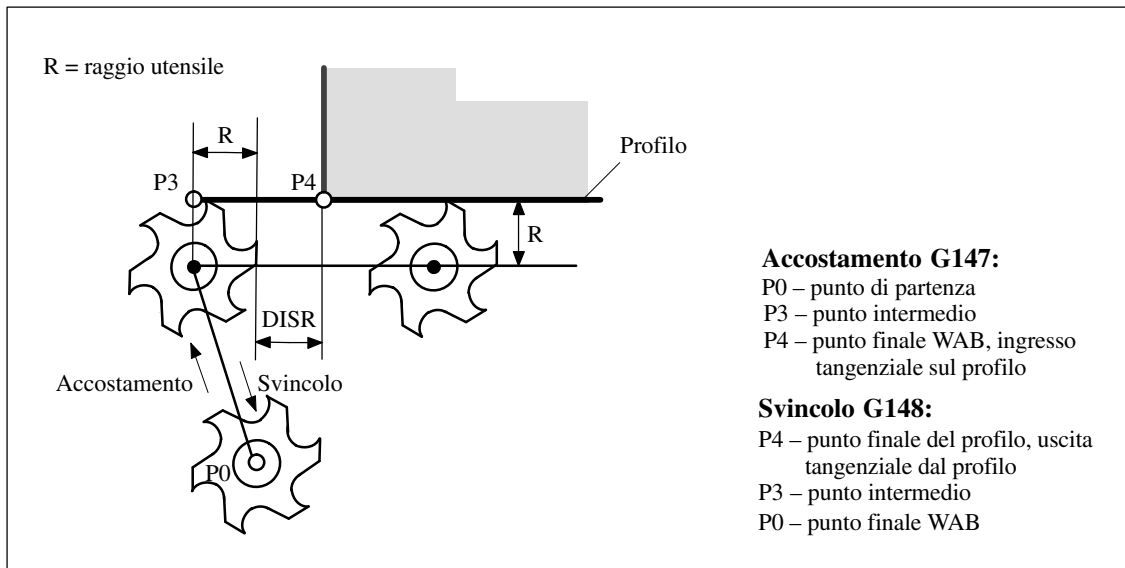 R = raggio utensile
R
Profilo
P3
P4
R
DISR
Accostamento
Svincolo
P0
Accostamento G147:
P0 – punto di partenza
P3 – punto intermedio
P4 – punto finale WAB, ingresso
tangenziale sul profilo
Svincolo G148:
P4 – punto finale del profilo, uscita
tangenziale dal profilo
P3 – punto intermedio
P0 – punto finale WAB